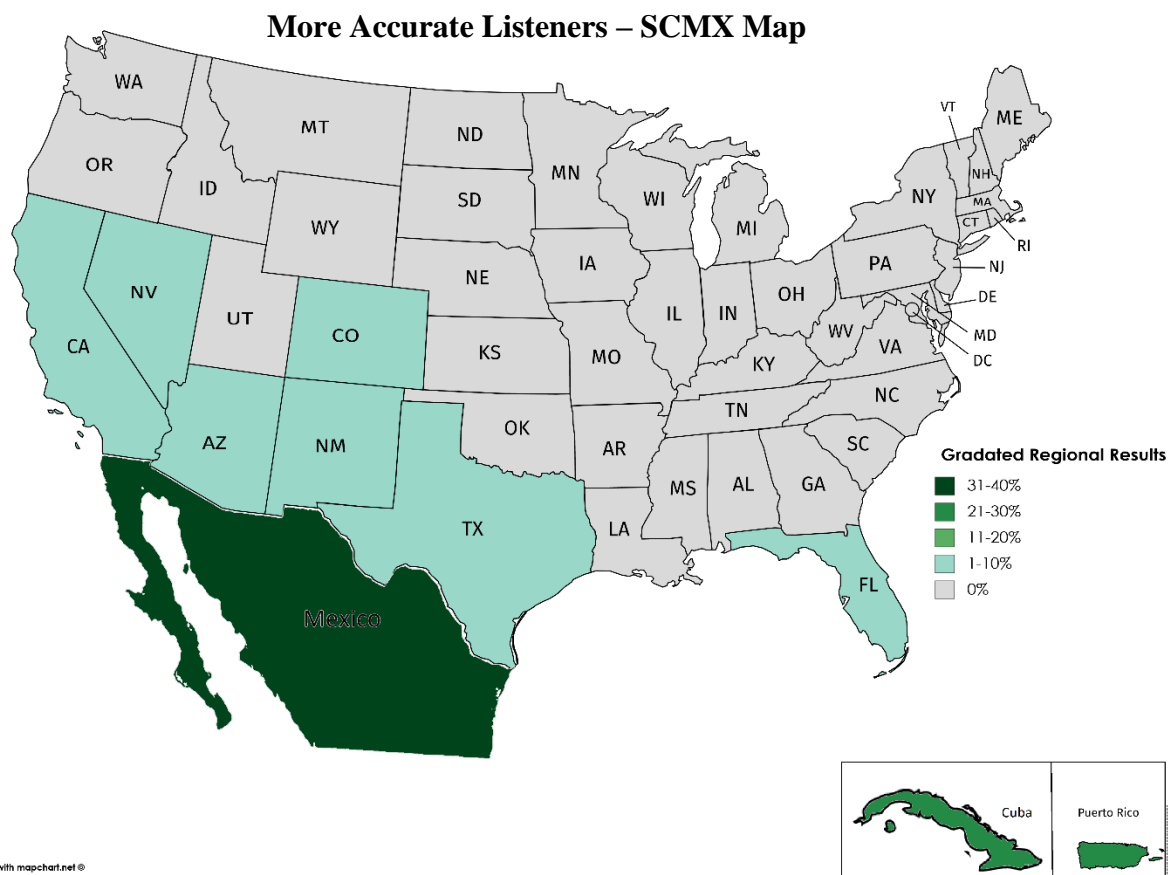 More Accurate Listeners – SCMX Map
WA
MT
ND
MN
OR
ID
WY
SD
WI
MI
NY
VT
ME
NH
MA
CT
RI
NV
UT
CO
NE
IA
IL
IN
OH
PA
NJ
DE
MD
DC
CA
KS
MO
KY
WV
VA
AZ
NM
OK
AR
TN
NC
SC
TX
LA
MS
AL
GA
FL
Mexico
Gradated Regional Results
31-40%
21-30%
11-20%
1-10%
0%
Cuba
Puerto Rico
with mapchart.net ©